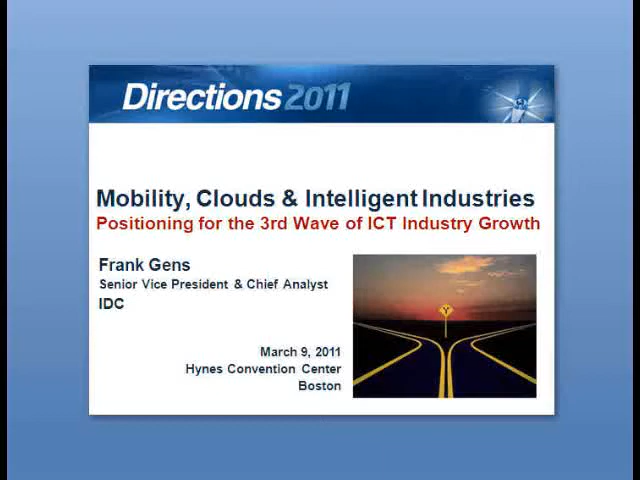 Directions 2011
Mobility, Clouds & Intelligent Industries
Positioning for the 3rd Wave of ICT Industry Growth
Frank Gens
Senior Vice President & Chief Analyst
IDC
March 9, 2011
Hynes Convention Center
Boston